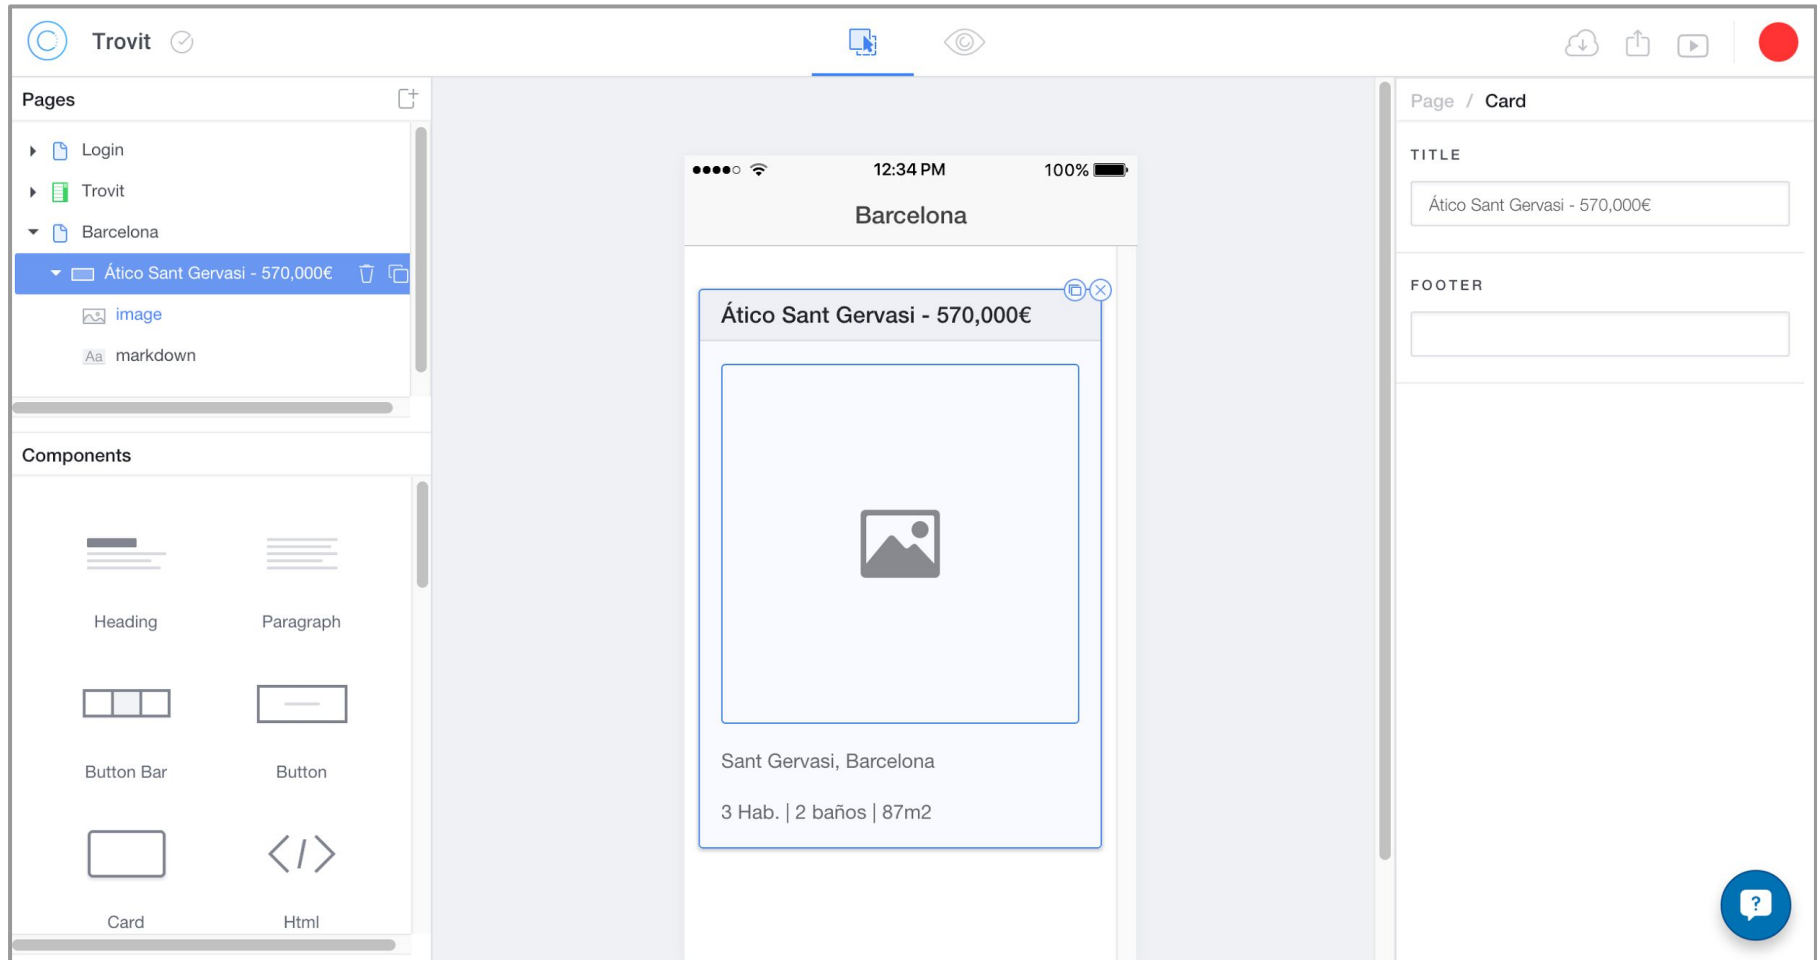 Trovit
Pages
Login
Trovit
Barcelona
Ático Sant Gervasi - 570,000€
image
Aa markdown
Components
Heading
Paragraph
Button Bar
Button
Card
Html
12:34 PM
100%
Barcelona
Ático Sant Gervasi - 570,000€
Sant Gervasi, Barcelona
3 Hab. | 2 baños | 87m2
Page / Card
TITLE
Ático Sant Gervasi - 570,000€
FOOTER
?